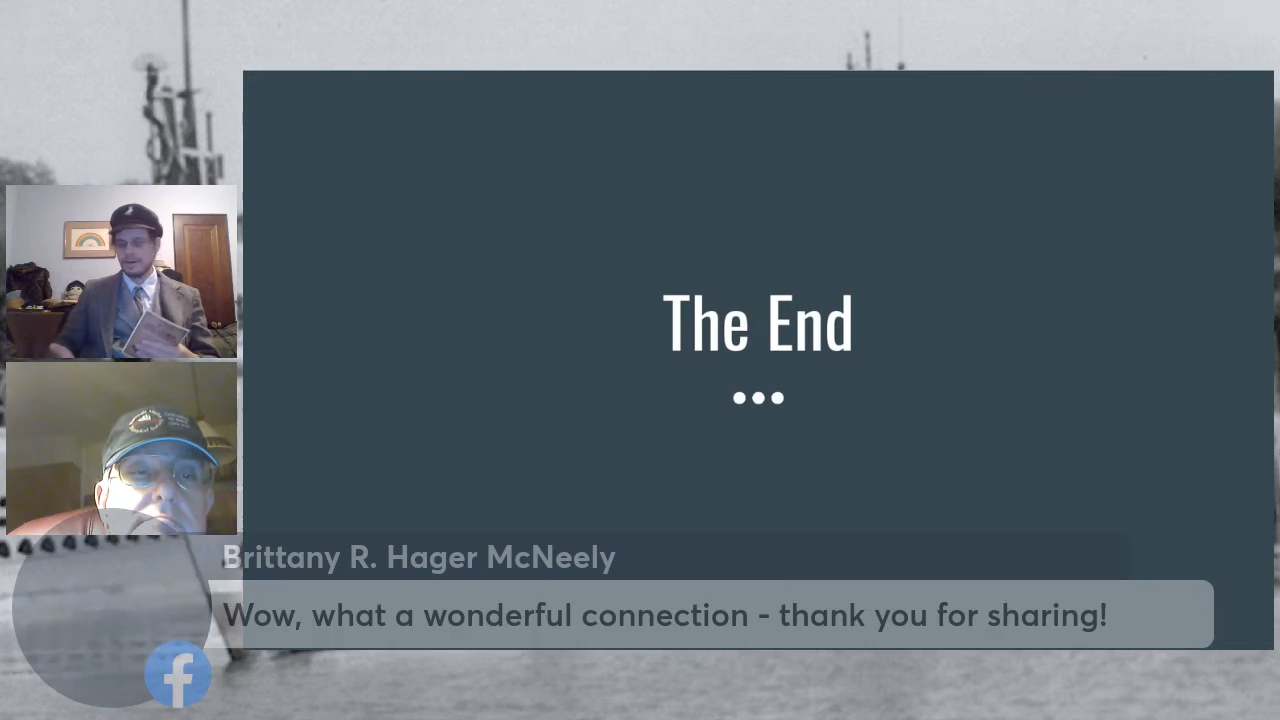 The End
Brittany R. Hager McNeely
Wow, what a wonderful connection - thank you for sharing!